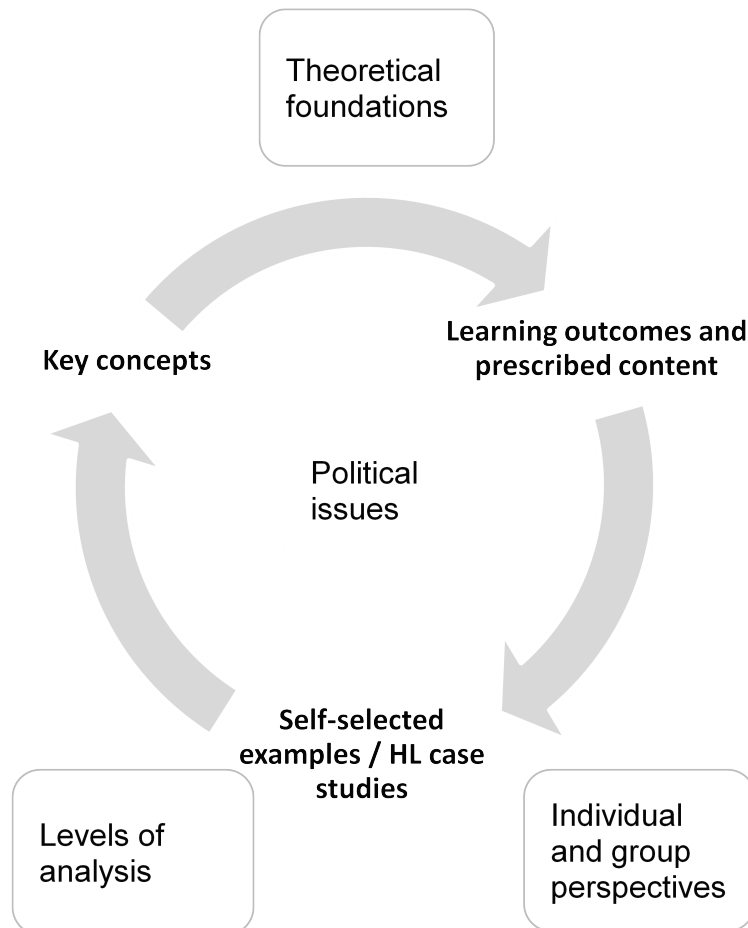 Theoretical
foundations
Key concepts
Learning outcomes and
prescribed content
Political
issues
Self-selected
examples / HL case
studies
Levels of
analysis
Individual
and group
perspectives